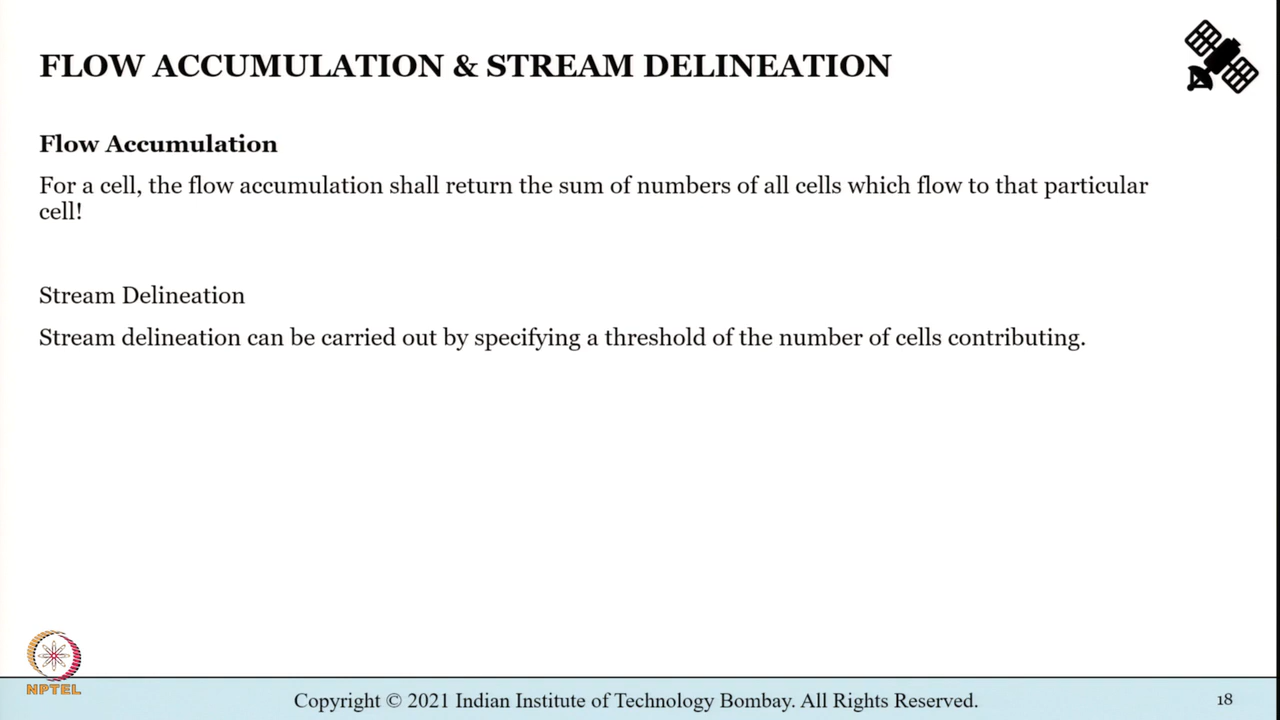 FLOW ACCUMULATION & STREAM DELINEATION
Flow Accumulation
For a cell, the flow accumulation shall return the sum of numbers of all cells which flow to that particular
cell!
Stream Delineation
Stream delineation can be carried out by specifying a threshold of the number of cells contributing.
NPTEL
Copyright © 2021 Indian Institute of Technology Bombay. All Rights Reserved.
18